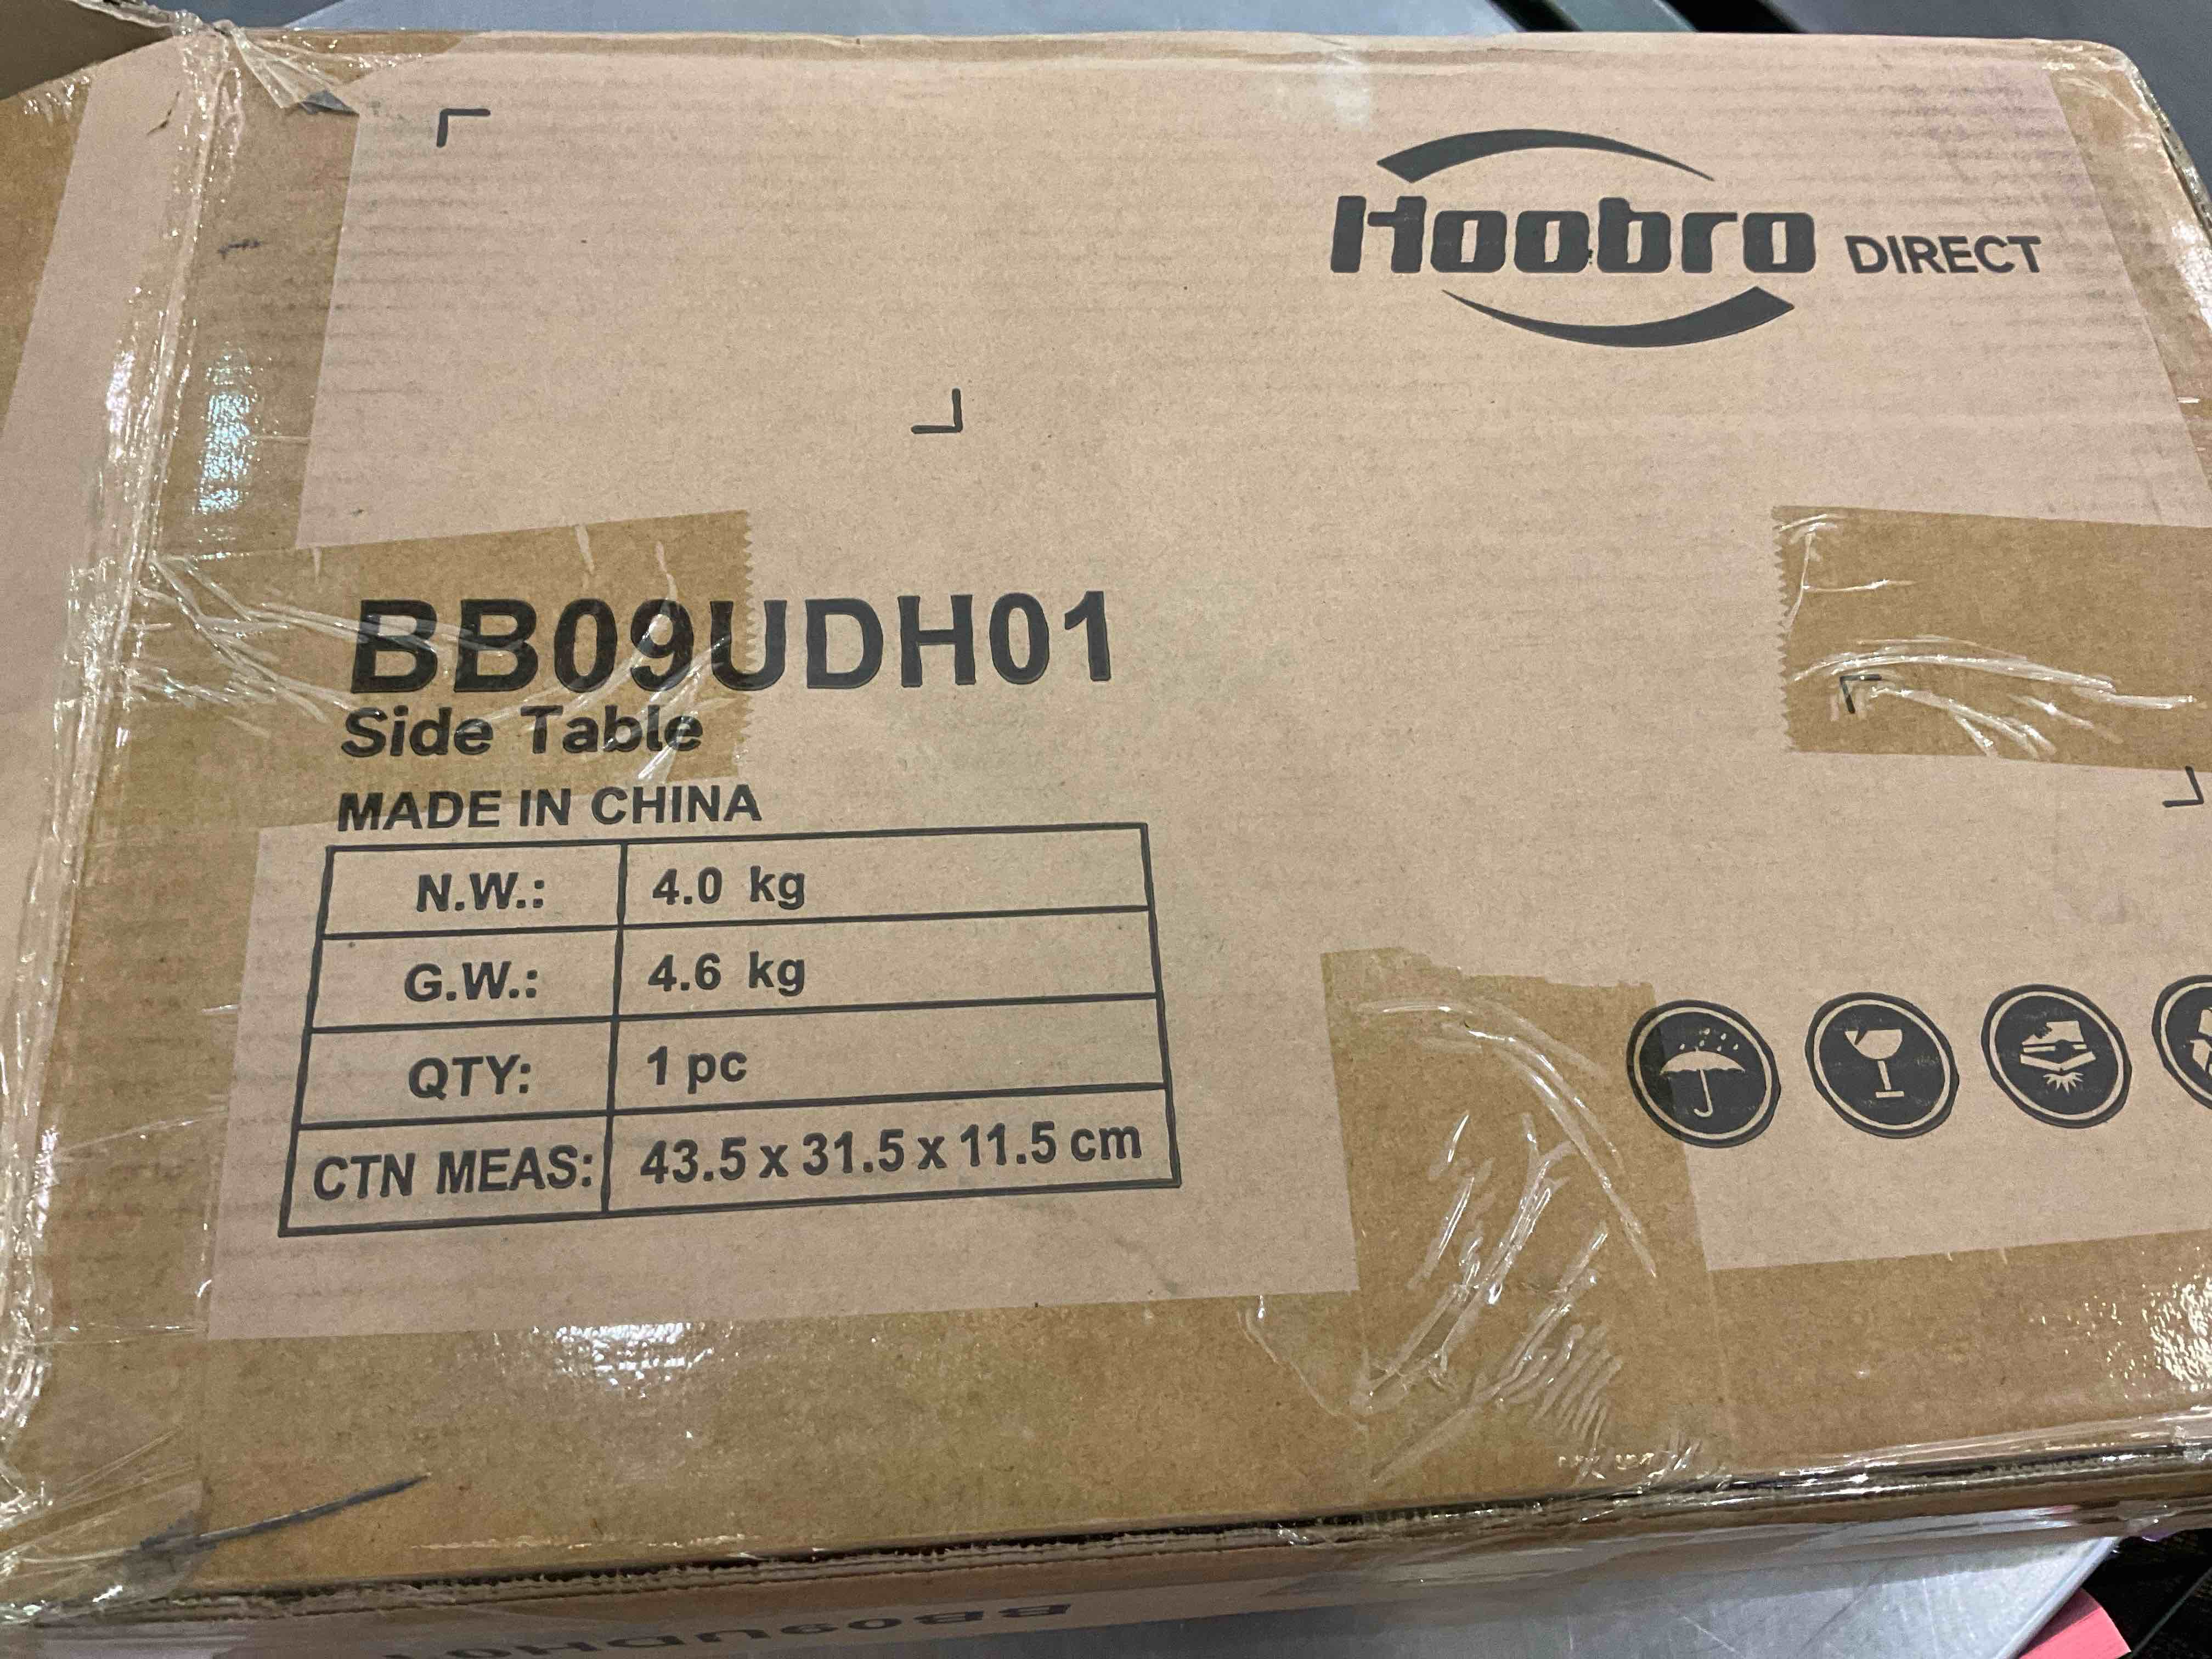 Hoobro DIRECT
BB09UDH01
Side Table
MADE IN CHINA
N.W.: 4.0 kg
G.W.: 4.6 kg
QTY: 1 pc
CTN MEAS: 43.5 x 31.5 x 11.5 cm
BB09UDH01